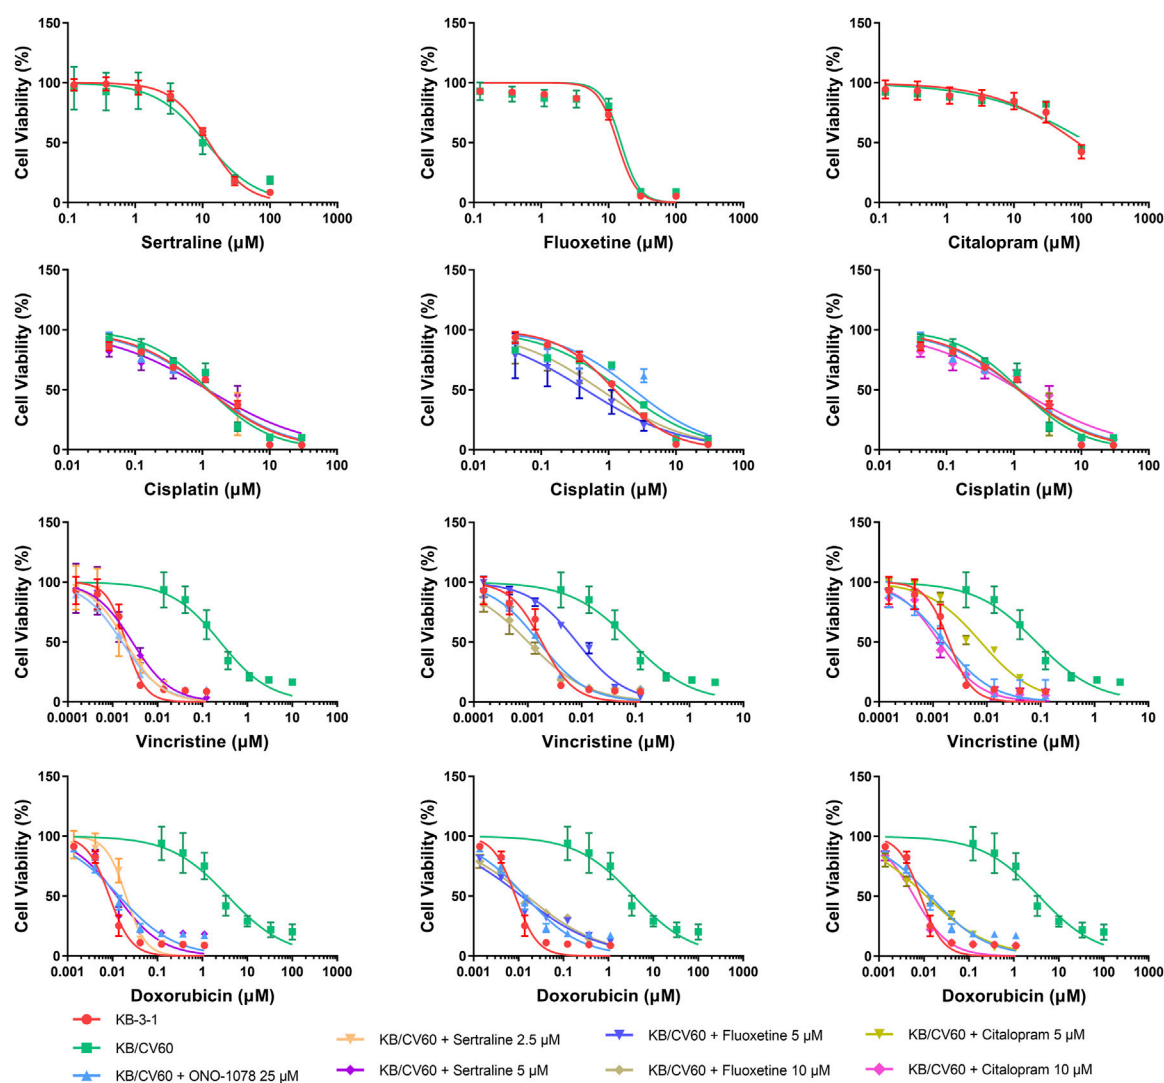 Cell Viability (%)
150
100
50
0
0.1 1 10 100 1000
Sertraline (µM)
Cell Viability (%)
150
100
50
0
0.1 1 10 100 1000
Fluoxetine (µM)
Cell Viability (%)
150
100
50
0
0.1 1 10 100 1000
Citalopram (µM)
Cell Viability (%)
150
100
50
0
0.01 0.1 1 10 100
Cisplatin (µM)
Cell Viability (%)
150
100
50
0
0.01 0.1 1 10 100
Cisplatin (µM)
Cell Viability (%)
150
100
50
0
0.01 0.1 1 10 100
Cisplatin (µM)
Cell Viability (%)
150
100
50
0
0.0001 0.001 0.01 0.1 1 10 100
Vincristine (µM)
Cell Viability (%)
150
100
50
0
0.0001 0.001 0.01 0.1 1 10
Vincristine (µM)
Cell Viability (%)
150
100
50
0
0.0001 0.001 0.01 0.1 1 10
Vincristine (µM)
Cell Viability (%)
150
100
50
0
0.001 0.01 0.1 1 10 100 1000
Doxorubicin (µM)
Cell Viability (%)
150
100
50
0
0.001 0.01 0.1 1 10 100 1000
Doxorubicin (µM)
Cell Viability (%)
150
100
50
0
0.001 0.01 0.1 1 10 100 1000
Doxorubicin (µM)
KB-3-1
KB/CV60
KB/CV60 + ONO-1078 25 µM
KB/CV60 + Sertraline 2.5 µM
KB/CV60 + Sertraline 5 µM
KB/CV60 + Fluoxetine 5 µM
KB/CV60 + Fluoxetine 10 µM
KB/CV60 + Citalopram 5 µM
KB/CV60 + Citalopram 10 µM